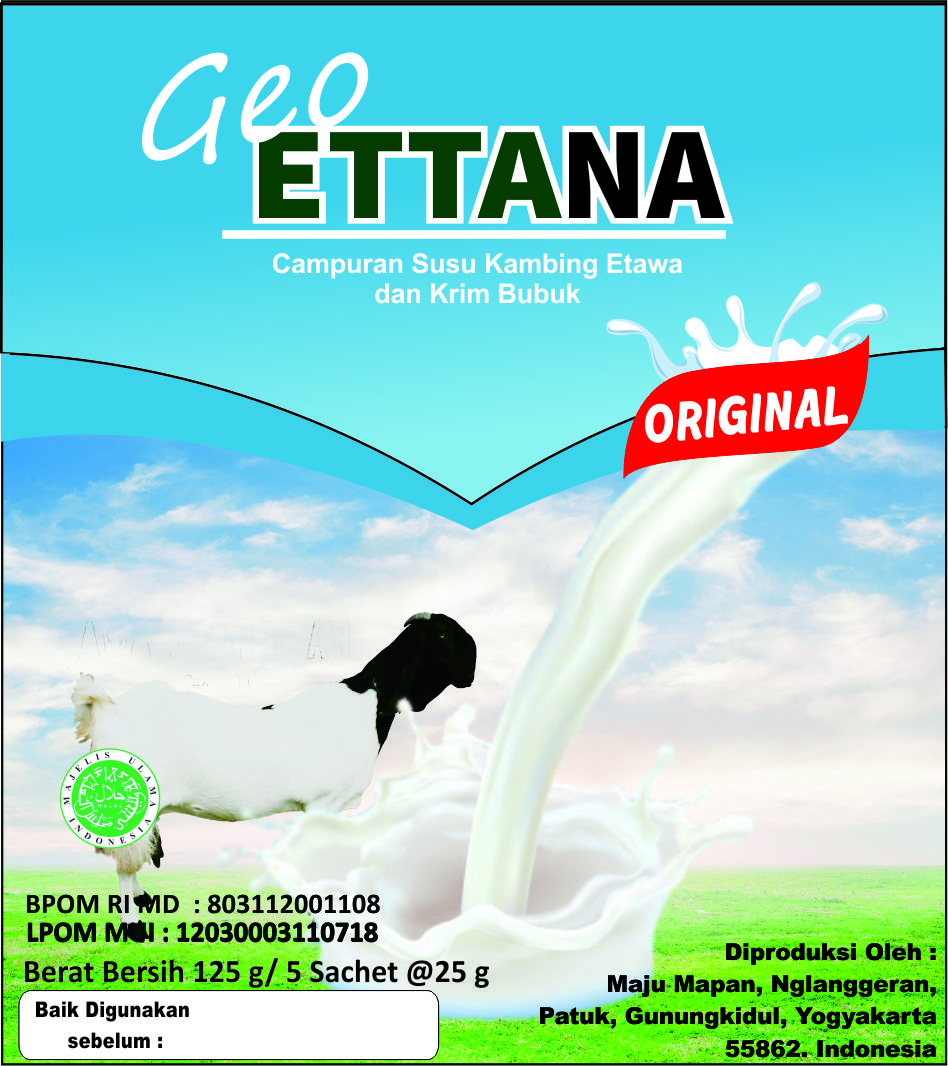 Geo
ETTANA
Campuran Susu Kambing Etawa
dan Krim Bubuk
ORIGINAL
MAJELIS ULAMA
INDONESIA
حلال
HALAL
BPOM RI MD : 803112001108
LPOM MUI : 12030003110718
Berat Bersih 125 g/ 5 Sachet @25 g
Baik Digunakan
sebelum :
Diproduksi Oleh :
Maju Mapan, Nglanggeran,
Patuk, Gunungkidul, Yogyakarta
55862. Indonesia